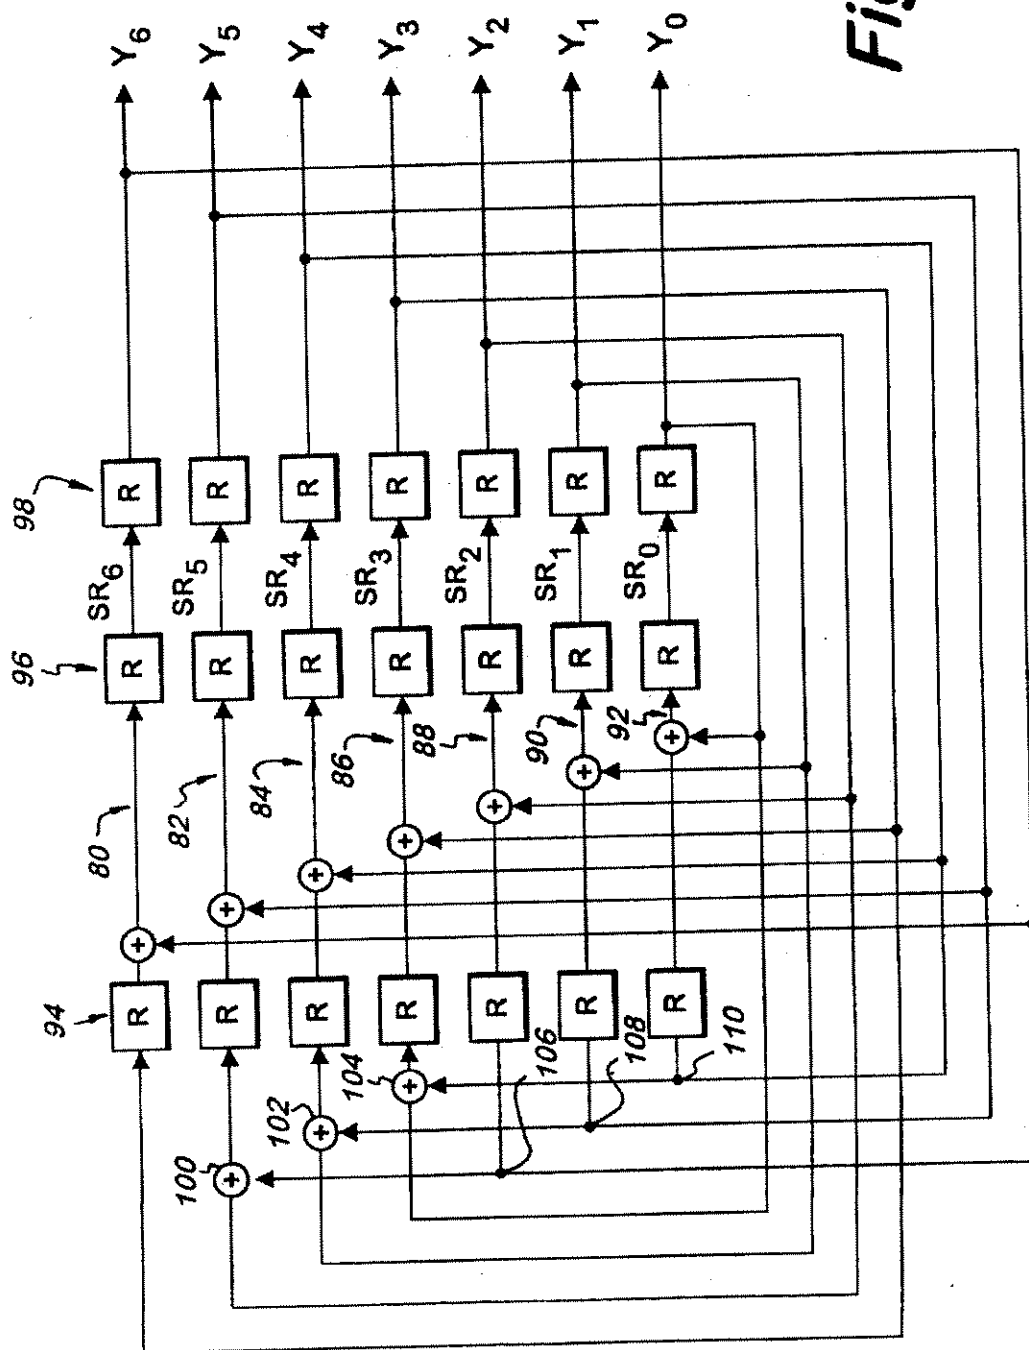 Fig
Y6 Y5 Y4 Y3 Y2 Y1 Y0
98 R R R R R R R
SR6 SR5 SR4 SR3 SR2 SR1 SR0
96 R R R R R R R
80 82 84 86 88 90 92
+ + + + + + +
94 R R R R R R R
100 102 104 106 108 110
+ + +